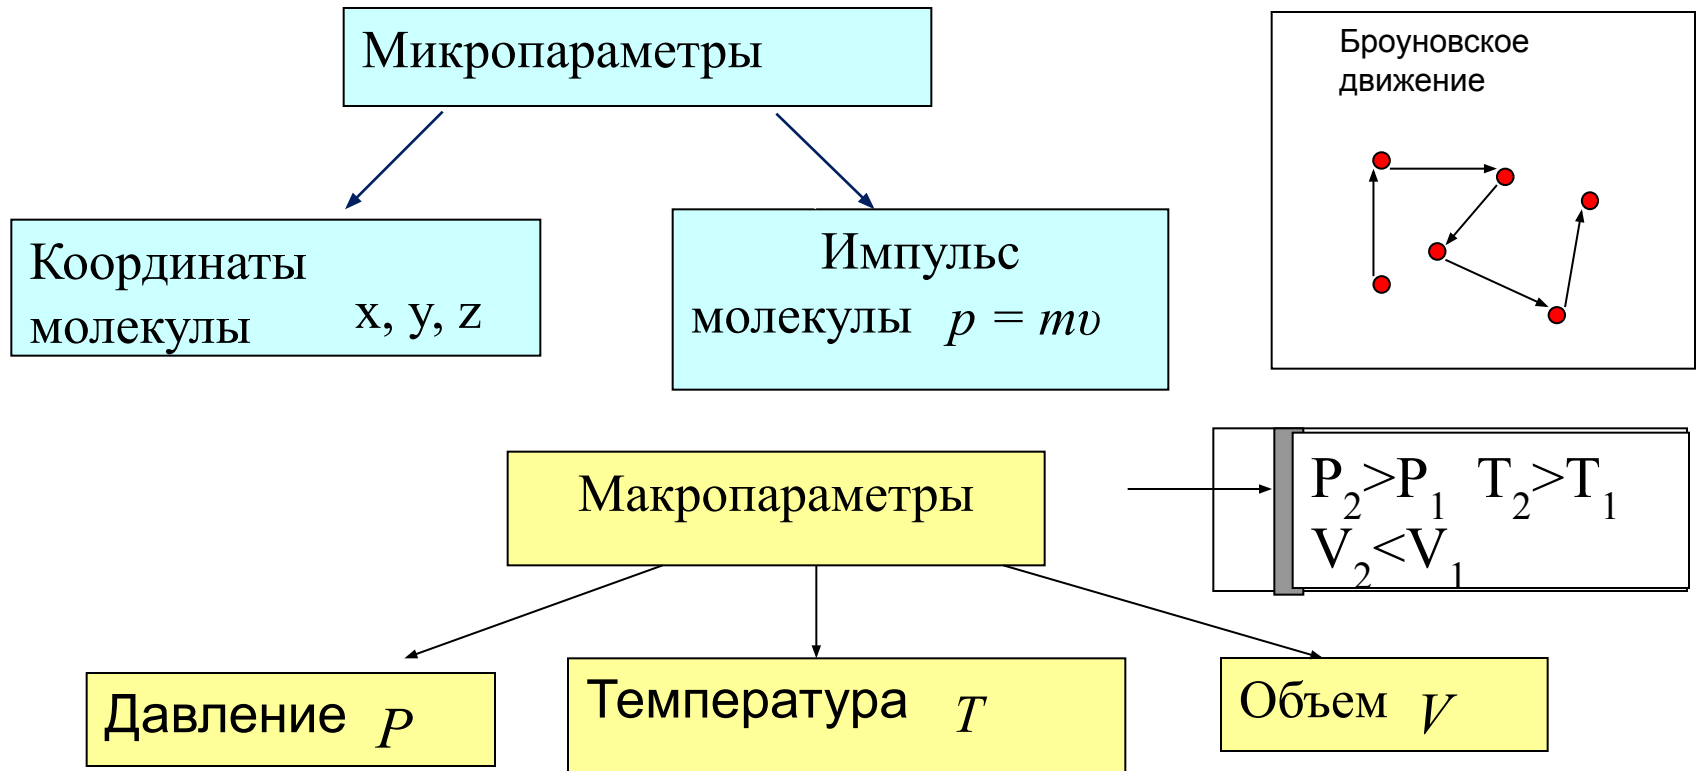 Микропараметры
Броуновское
движение
Координаты
молекулы x, y, z
Импульс
молекулы p = mυ
Макропараметры
P₂>P₁ T₂>T₁
V₂<V₁
Давление P
Температура T
Объем V